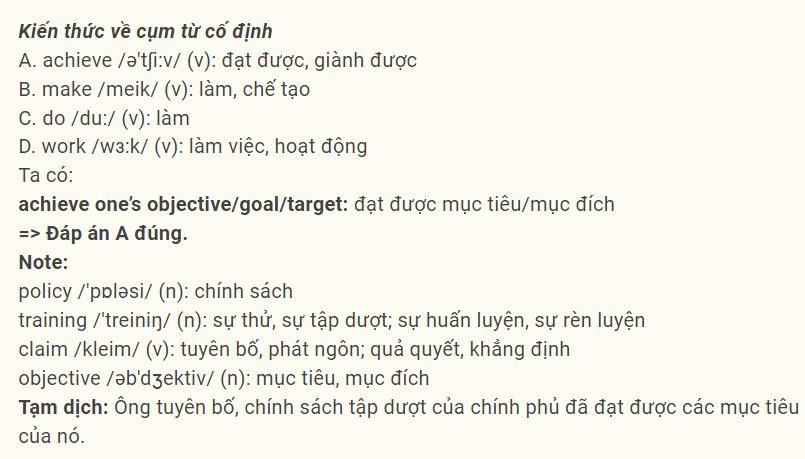 Kiến thức về cụm từ cố định
A. achieve /ə'tʃi:v/ (v): đạt được, giành được
B. make /meik/ (v): làm, chế tạo
C. do /du:/ (v): làm
D. work /wɜ:k/ (v): làm việc, hoạt động
Ta có:
achieve one’s objective/goal/target: đạt được mục tiêu/mục đích
=> Đáp án A đúng.
Note:
policy /'pɒləsi/ (n): chính sách
training /'treiniŋ/ (n): sự thử, sự tập dượt; sự huấn luyện, sự rèn luyện
claim /kleim/ (v): tuyên bố, phát ngôn; quả quyết, khẳng định
objective /əb'dʒektiv/ (n): mục tiêu, mục đích
Tạm dịch: Ông tuyên bố, chính sách tập dượt của chính phủ đã đạt được các mục tiêu
của nó.